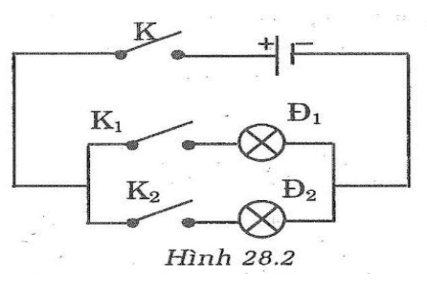 K
+ −
K₁ Đ₁
K₂ Đ₂
Hình 28.2